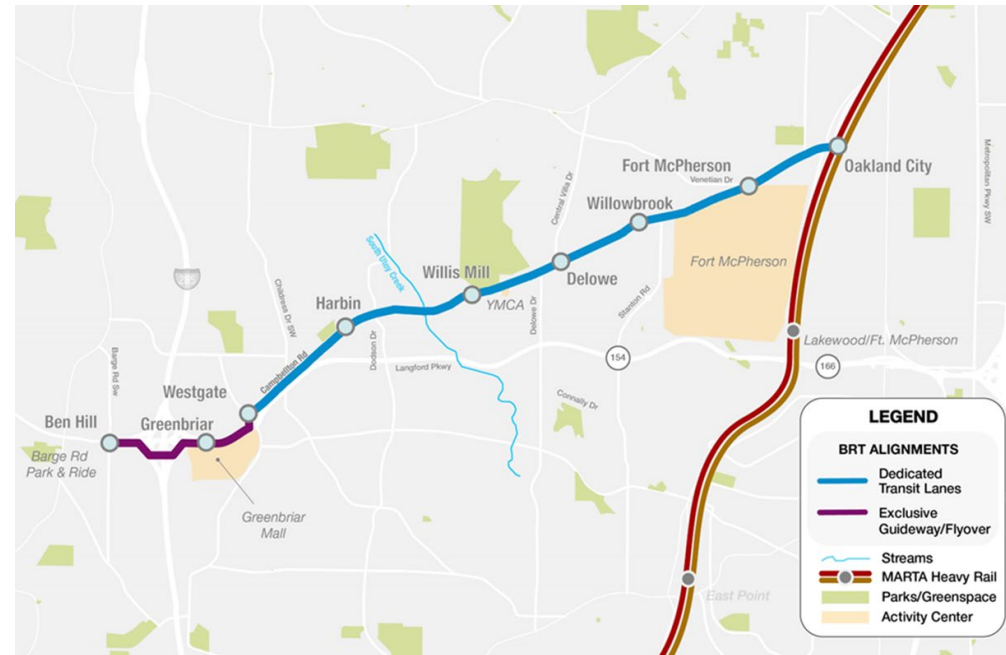 Fort McPherson
Venetian Dr
Oakland City
Metropolitan Pkwy SW
Willowbrook
Central Villa Dr
South Utoy Creek
Willis Mill
YMCA
Delowe
Delowe Dr
Fort McPherson
Stanton Rd
Harbin
Childress Dr SW
Campbellton Rd
Dodson Dr
Langford Pkwy
154
166
Lakewood/Ft. McPherson
Barge Rd Sw
Westgate
Ben Hill
Greenbriar
Barge Rd
Park & Ride
Connally Dr
Greenbriar
Mall
East Point
LEGEND
BRT ALIGNMENTS
Dedicated
Transit Lanes
Exclusive
Guideway/Flyover
Streams
MARTA Heavy Rail
Parks/Greenspace
Activity Center